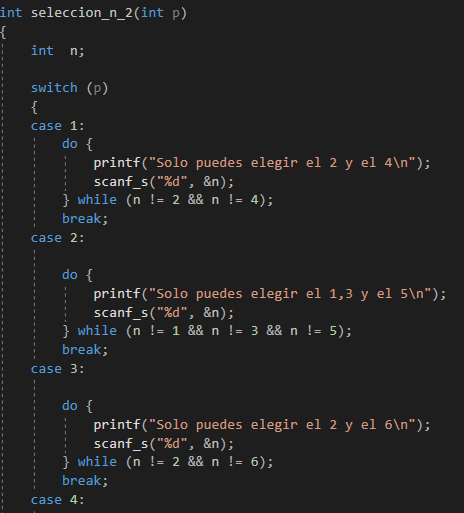 int seleccion_n_2(int p)
{
int n;
switch (p)
{
case 1:
do {
printf("Solo puedes elegir el 2 y el 4\n");
scanf_s("%d", &n);
} while (n != 2 && n != 4);
break;
case 2:
do {
printf("Solo puedes elegir el 1,3 y el 5\n");
scanf_s("%d", &n);
} while (n != 1 && n != 3 && n != 5);
break;
case 3:
do {
printf("Solo puedes elegir el 2 y el 6\n");
scanf_s("%d", &n);
} while (n != 2 && n != 6);
break;
case 4: